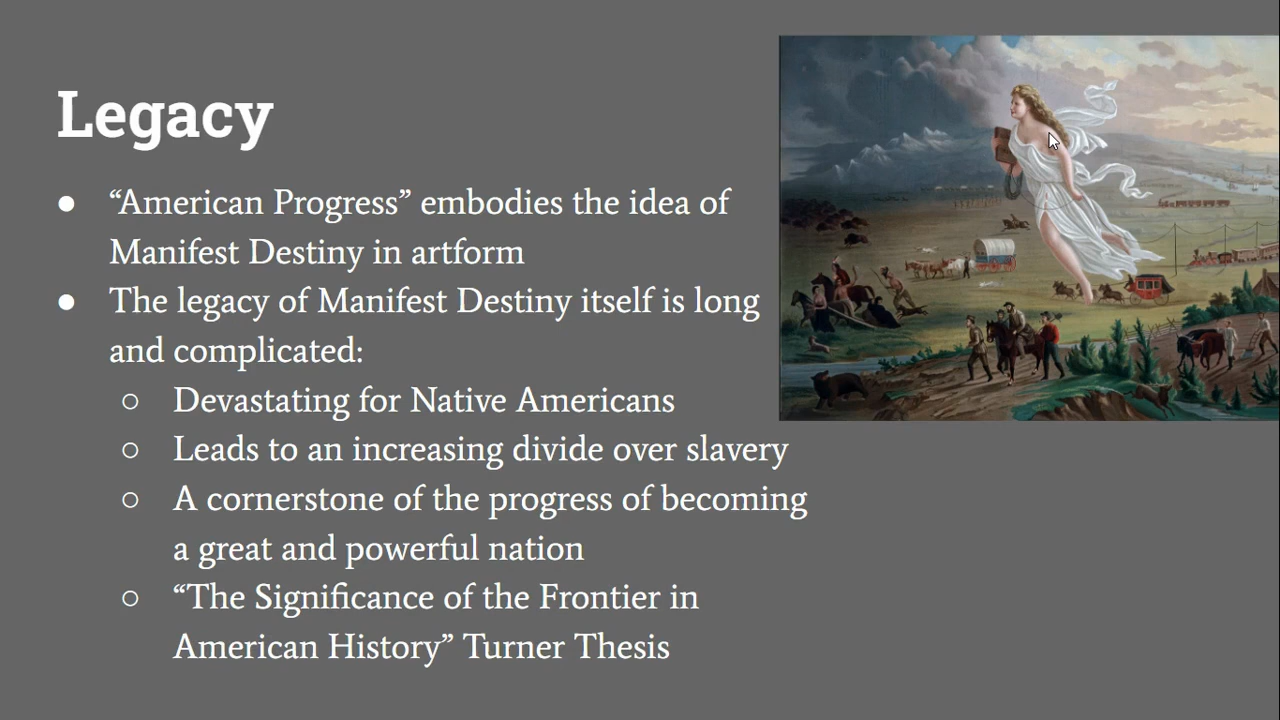 Legacy
● “American Progress” embodies the idea of
Manifest Destiny in artform
● The legacy of Manifest Destiny itself is long
and complicated:
○ Devastating for Native Americans
○ Leads to an increasing divide over slavery
○ A cornerstone of the progress of becoming
a great and powerful nation
○ “The Significance of the Frontier in
American History” Turner Thesis